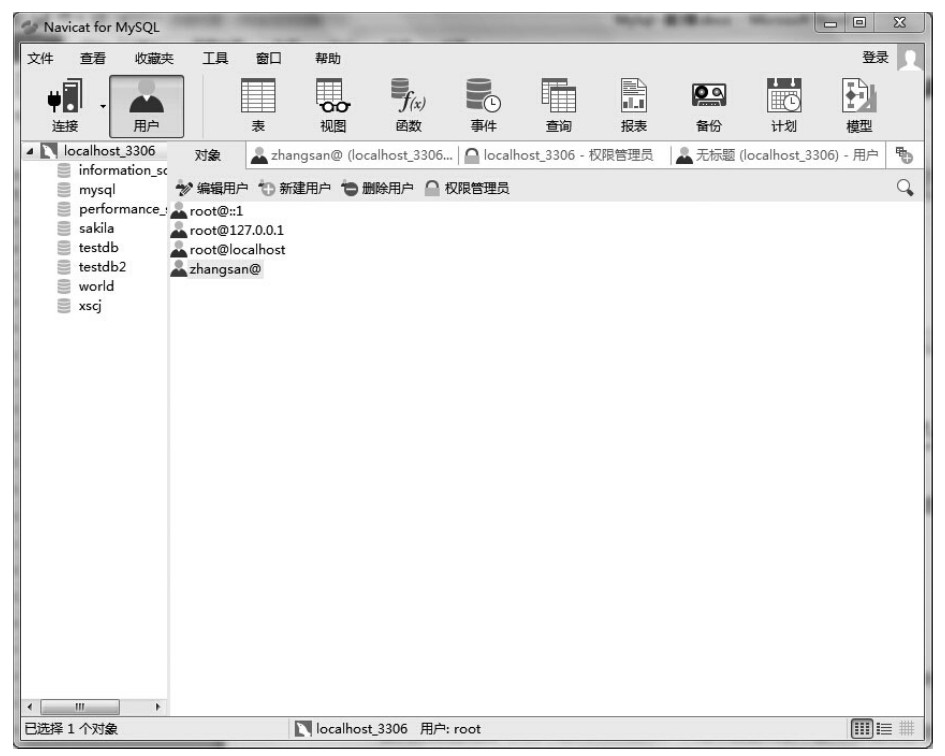 Navicat for MySQL
文件 查看 收藏夹 工具 窗口 帮助 登录
连接 用户 表 视图 f(x) 函数 事件 查询 报表 备份 计划 模型
localhost_3306
information_sc
mysql
performance_s
sakila
testdb
testdb2
world
xscj
对象 zhangsan@ (localhost_3306... localhost_3306 - 权限管理员 无标题 (localhost_3306) - 用户
编辑用户 新建用户 删除用户 权限管理员
root@::1
root@127.0.0.1
root@localhost
zhangsan@
已选择 1 个对象 localhost_3306 用户: root